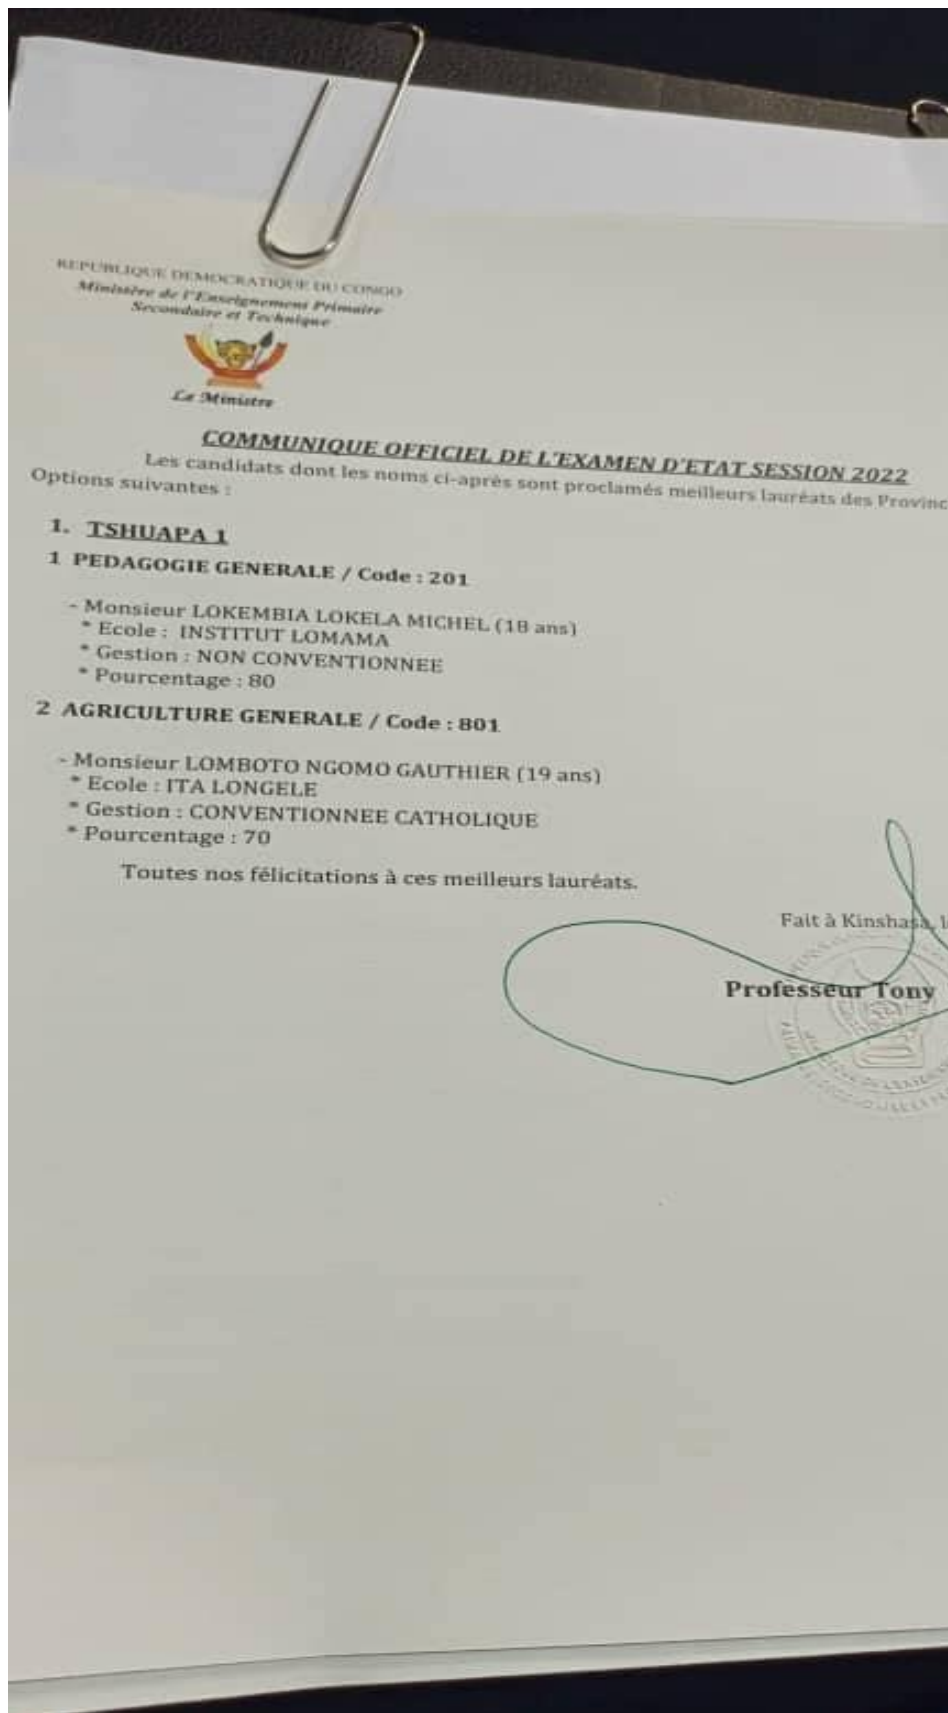 REPUBLIQUE DEMOCRATIQUE DU CONGO
Ministère de l'Enseignement Primaire
Secondaire et Technique
Le Ministre
COMMUNIQUE OFFICIEL DE L'EXAMEN D'ETAT SESSION 2022
Les candidats dont les noms ci-après sont proclamés meilleurs lauréats des Provinc
Options suivantes :
1. TSHUAPA 1
1 PEDAGOGIE GENERALE / Code : 201
- Monsieur LOKEMBIA LOKELA MICHEL (18 ans)
* Ecole : INSTITUT LOMAMA
* Gestion : NON CONVENTIONNEE
* Pourcentage : 80
2 AGRICULTURE GENERALE / Code : 801
- Monsieur LOMBOTO NGOMO GAUTHIER (19 ans)
* Ecole : ITA LONGELE
* Gestion : CONVENTIONNEE CATHOLIQUE
* Pourcentage : 70
Toutes nos félicitations à ces meilleurs lauréats.
Fait à Kinshasa, l
Professeur Tony